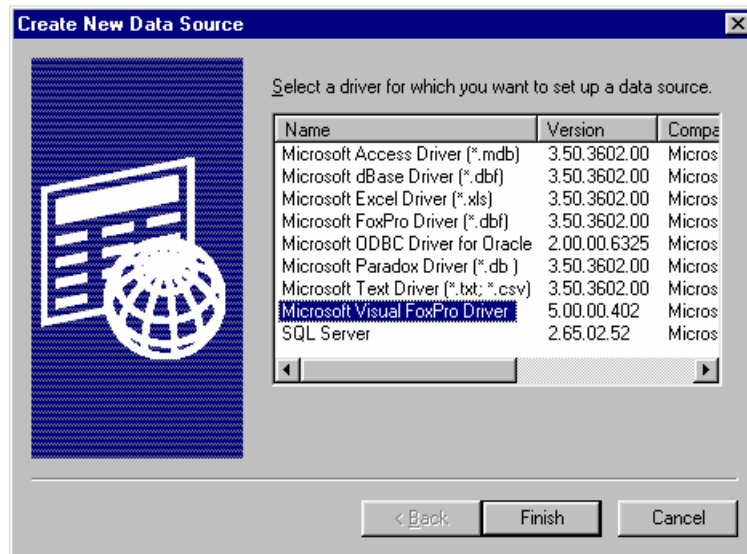 Create New Data Source
Select a driver for which you want to set up a data source.
Name Version Compa
Microsoft Access Driver (*.mdb) 3.50.3602.00 Micros
Microsoft dBase Driver (*.dbf) 3.50.3602.00 Micros
Microsoft Excel Driver (*.xls) 3.50.3602.00 Micros
Microsoft FoxPro Driver (*.dbf) 3.50.3602.00 Micros
Microsoft ODBC Driver for Oracle 2.00.00.6325 Micros
Microsoft Paradox Driver (*.db ) 3.50.3602.00 Micros
Microsoft Text Driver (*.txt; *.csv) 3.50.3602.00 Micros
Microsoft Visual FoxPro Driver 5.00.00.402 Micros
SQL Server 2.65.02.52 Micros
< Back Finish Cancel